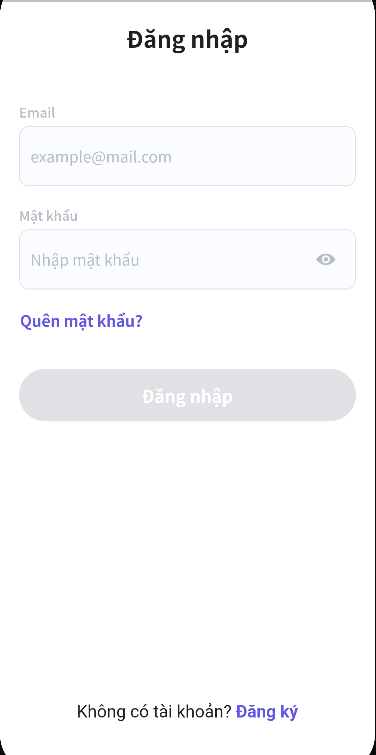 Đăng nhập
Email
example@mail.com
Mật khẩu
Nhập mật khẩu
Quên mật khẩu?
Đăng nhập
Không có tài khoản? Đăng ký